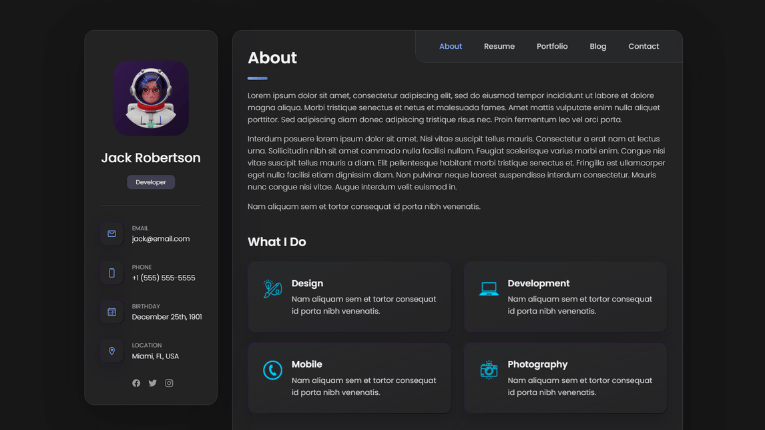 About
Resume
Portfolio
Blog
Contact
Jack Robertson
Developer
EMAIL
jack@email.com
PHONE
+1 (555) 555-5555
BIRTHDAY
December 25th, 1901
LOCATION
Miami, FL, USA
About
Lorem ipsum dolor sit amet, consectetur adipiscing elit, sed do eiusmod tempor incididunt ut labore et dolore
magna aliqua. Morbi tristique senectus et netus et malesuada fames. Amet mattis vulputate enim nulla aliquet
porttitor. Sed adipiscing diam donec adipiscing tristique risus nec. Proin fermentum leo vel orci porta.
Interdum posuere lorem ipsum dolor sit amet. Nisi vitae suscipit tellus mauris. Consectetur a erat nam at lectus
urna. Sollicitudin nibh sit amet commodo nulla facilisi nullam. Feugiat scelerisque varius morbi enim. Congue nisi
vitae suscipit tellus mauris a diam. Elit pellentesque habitant morbi tristique senectus et. Fringilla est ullamcorper
eget nulla facilisi etiam dignissim diam. Non pulvinar neque laoreet suspendisse interdum consectetur. Mauris
nunc congue nisi vitae. Augue interdum velit euismod in.
Nam aliquam sem et tortor consequat id porta nibh venenatis.
What I Do
Design
Nam aliquam sem et tortor consequat
id porta nibh venenatis.
Development
Nam aliquam sem et tortor consequat
id porta nibh venenatis.
Mobile
Nam aliquam sem et tortor consequat
id porta nibh venenatis.
Photography
Nam aliquam sem et tortor consequat
id porta nibh venenatis.